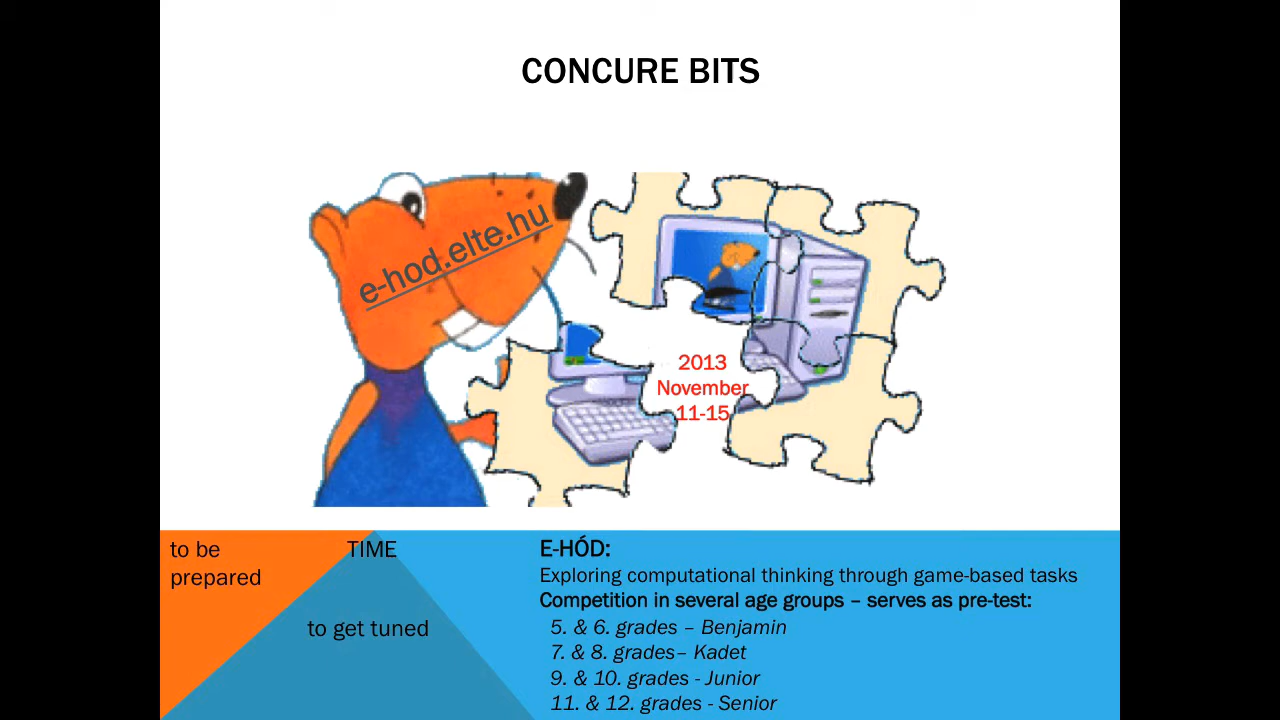 CONCURE BITS
e-hod.elte.hu
2013
November
11-15
to be
prepared
TIME
to get tuned
E-HÓD:
Exploring computational thinking through game-based tasks
Competition in several age groups – serves as pre-test:
5. & 6. grades – Benjamin
7. & 8. grades– Kadet
9. & 10. grades - Junior
11. & 12. grades - Senior